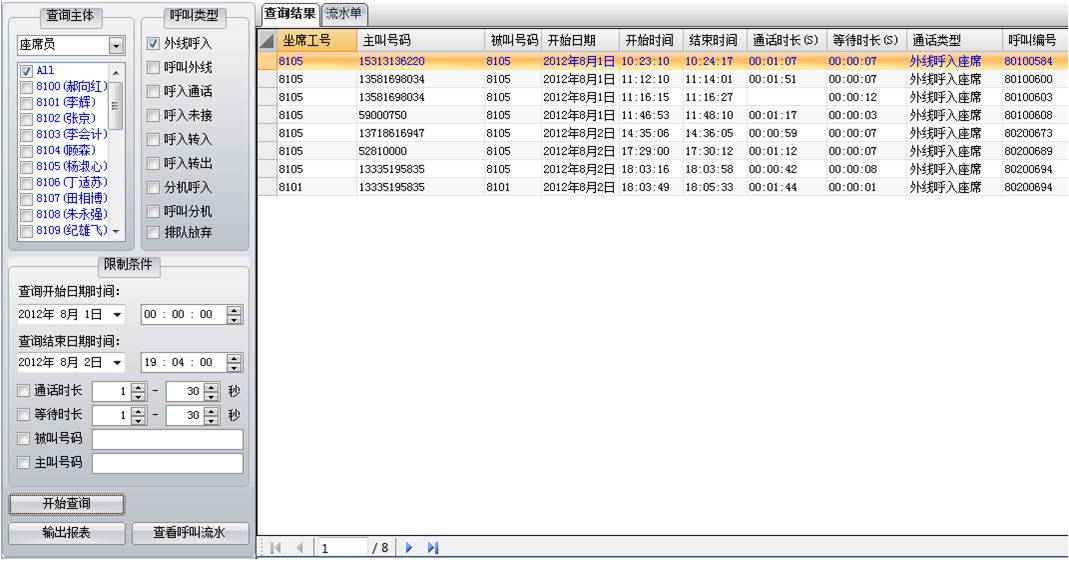 查询主体
座席员
All
8100(郝向红)
8101(李辉)
8102(张京)
8103(李会计)
8104(顾森)
8105(杨淑心)
8106(丁适苏)
8107(田相博)
8108(朱永强)
8109(纪雄飞)
呼叫类型
外线呼入
呼叫外线
呼入通话
呼入未接
呼入转入
呼入转出
分机呼入
呼叫分机
排队放弃
限制条件
查询开始日期时间:
2012年 8月 1日 00 : 00 : 00
查询结束日期时间:
2012年 8月 2日 19 : 04 : 00
通话时长 1 - 30 秒
等待时长 1 - 30 秒
被叫号码
主叫号码
开始查询
输出报表 查看呼叫流水
查询结果 流水单
坐席工号 主叫号码 被叫号码 开始日期 开始时间 结束时间 通话时长(S) 等待时长(S) 通话类型 呼叫编号
8105 15313136220 8105 2012年8月1日 10:23:10 10:24:17 00:01:07 00:00:07 外线呼入座席 80100584
8105 13581698034 8105 2012年8月1日 11:12:10 11:14:01 00:01:51 00:00:07 外线呼入座席 80100600
8105 13581698034 8105 2012年8月1日 11:16:15 11:16:27 00:00:12 外线呼入座席 80100603
8105 59000750 8105 2012年8月1日 11:46:53 11:48:10 00:01:17 00:00:03 外线呼入座席 80100608
8105 13718616947 8105 2012年8月2日 14:35:06 14:36:05 00:00:59 00:00:07 外线呼入座席 80200673
8105 52810000 8105 2012年8月2日 17:29:00 17:30:12 00:01:12 00:00:07 外线呼入座席 80200689
8105 13335195835 8105 2012年8月2日 18:03:16 18:03:58 00:00:42 00:00:08 外线呼入座席 80200694
8101 13335195835 8101 2012年8月2日 18:03:49 18:05:33 00:01:44 00:00:01 外线呼入座席 80200694
1 / 8